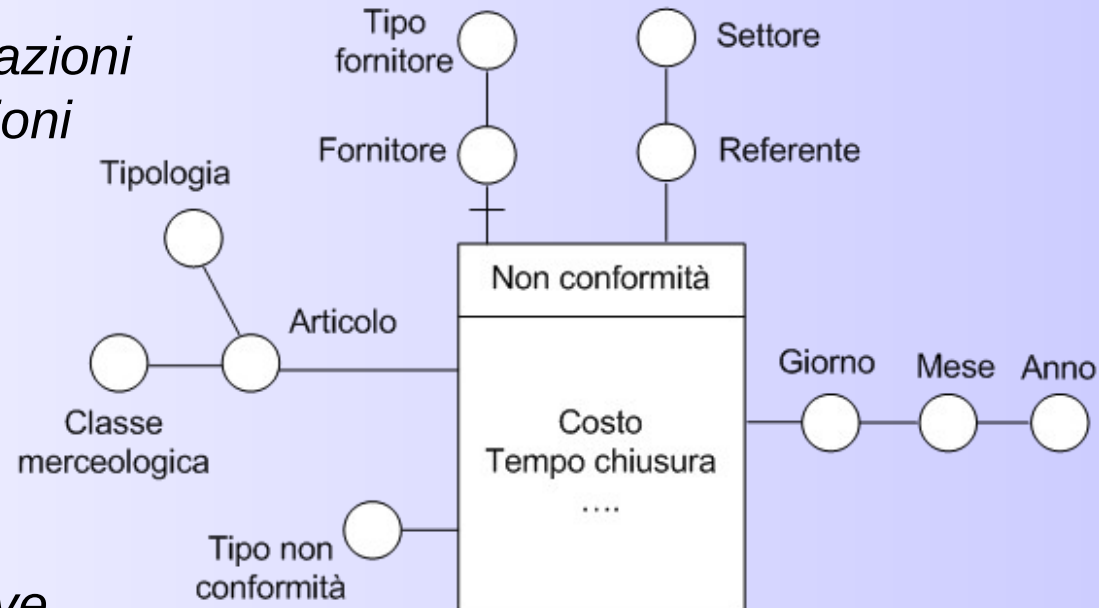 azioni
oni
Tipo
fornitore
Settore
Fornitore
Referente
Tipologia
Non conformità
Articolo
Giorno
Mese
Anno
Classe
merceologica
Costo
Tempo chiusura
....
Tipo non
conformità
ve